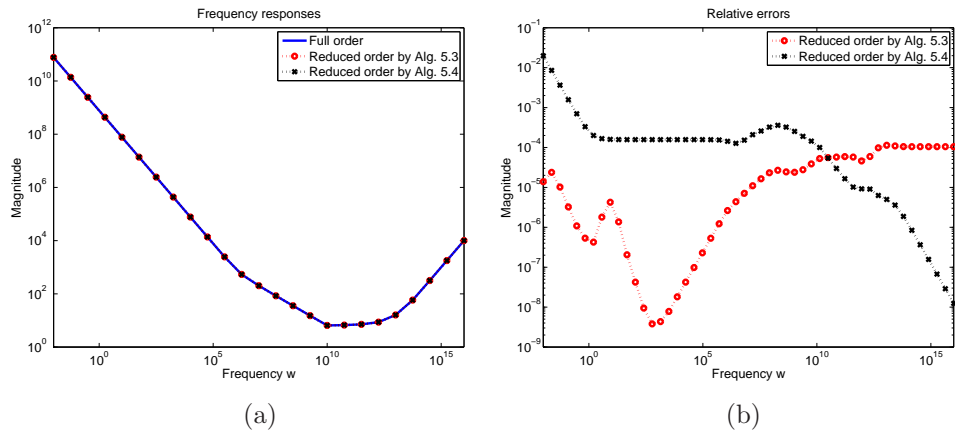 Frequency responses
10^12
10^10
10^8
10^6
10^4
10^2
10^0
Magnitude
Full order
Reduced order by Alg. 5.3
Reduced order by Alg. 5.4
10^0
10^5
10^10
10^15
Frequency w
(a)
Relative errors
10^-1
10^-2
10^-3
10^-4
10^-5
10^-6
10^-7
10^-8
10^-9
Magnitude
Reduced order by Alg. 5.3
Reduced order by Alg. 5.4
10^0
10^5
10^10
10^15
Frequency w
(b)